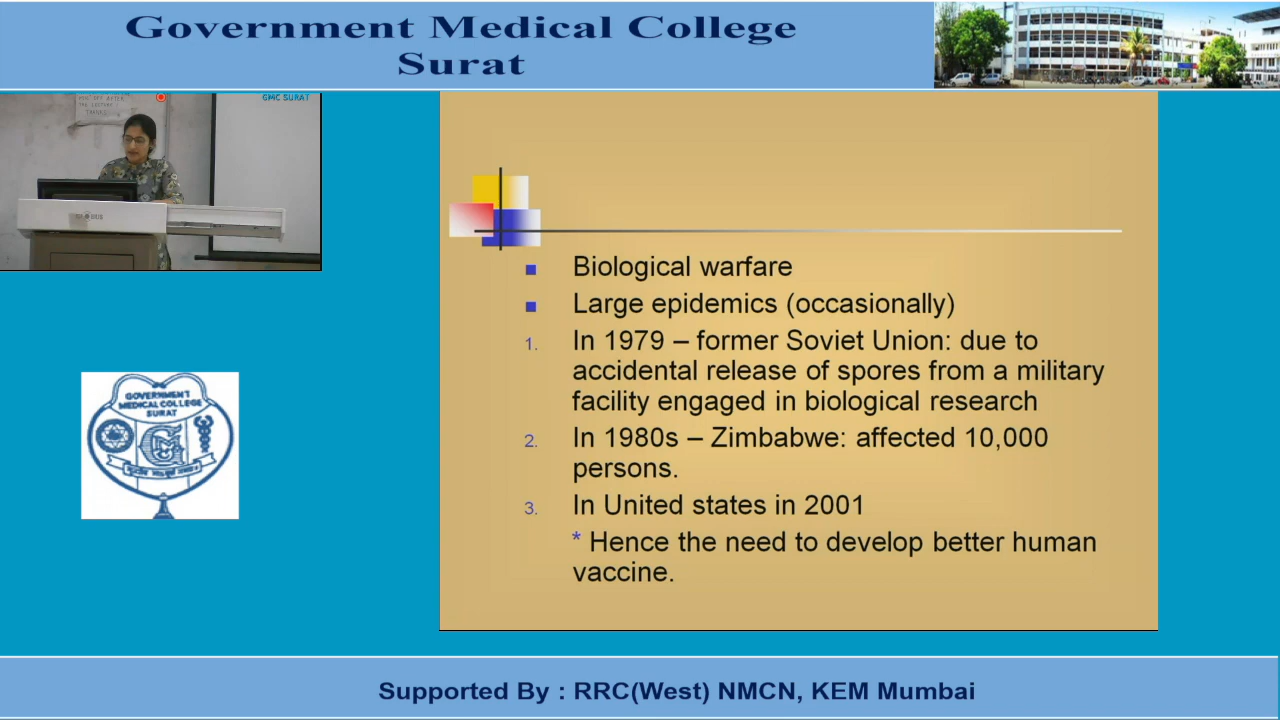 Government Medical College
Surat
GMC SURAT
Biological warfare
Large epidemics (occasionally)
1. In 1979 – former Soviet Union: due to
accidental release of spores from a military
facility engaged in biological research
2. In 1980s – Zimbabwe: affected 10,000
persons.
3. In United states in 2001
* Hence the need to develop better human
vaccine.
GOVERNMENT
MEDICAL COLLEGE
SURAT
Supported By : RRC(West) NMCN, KEM Mumbai